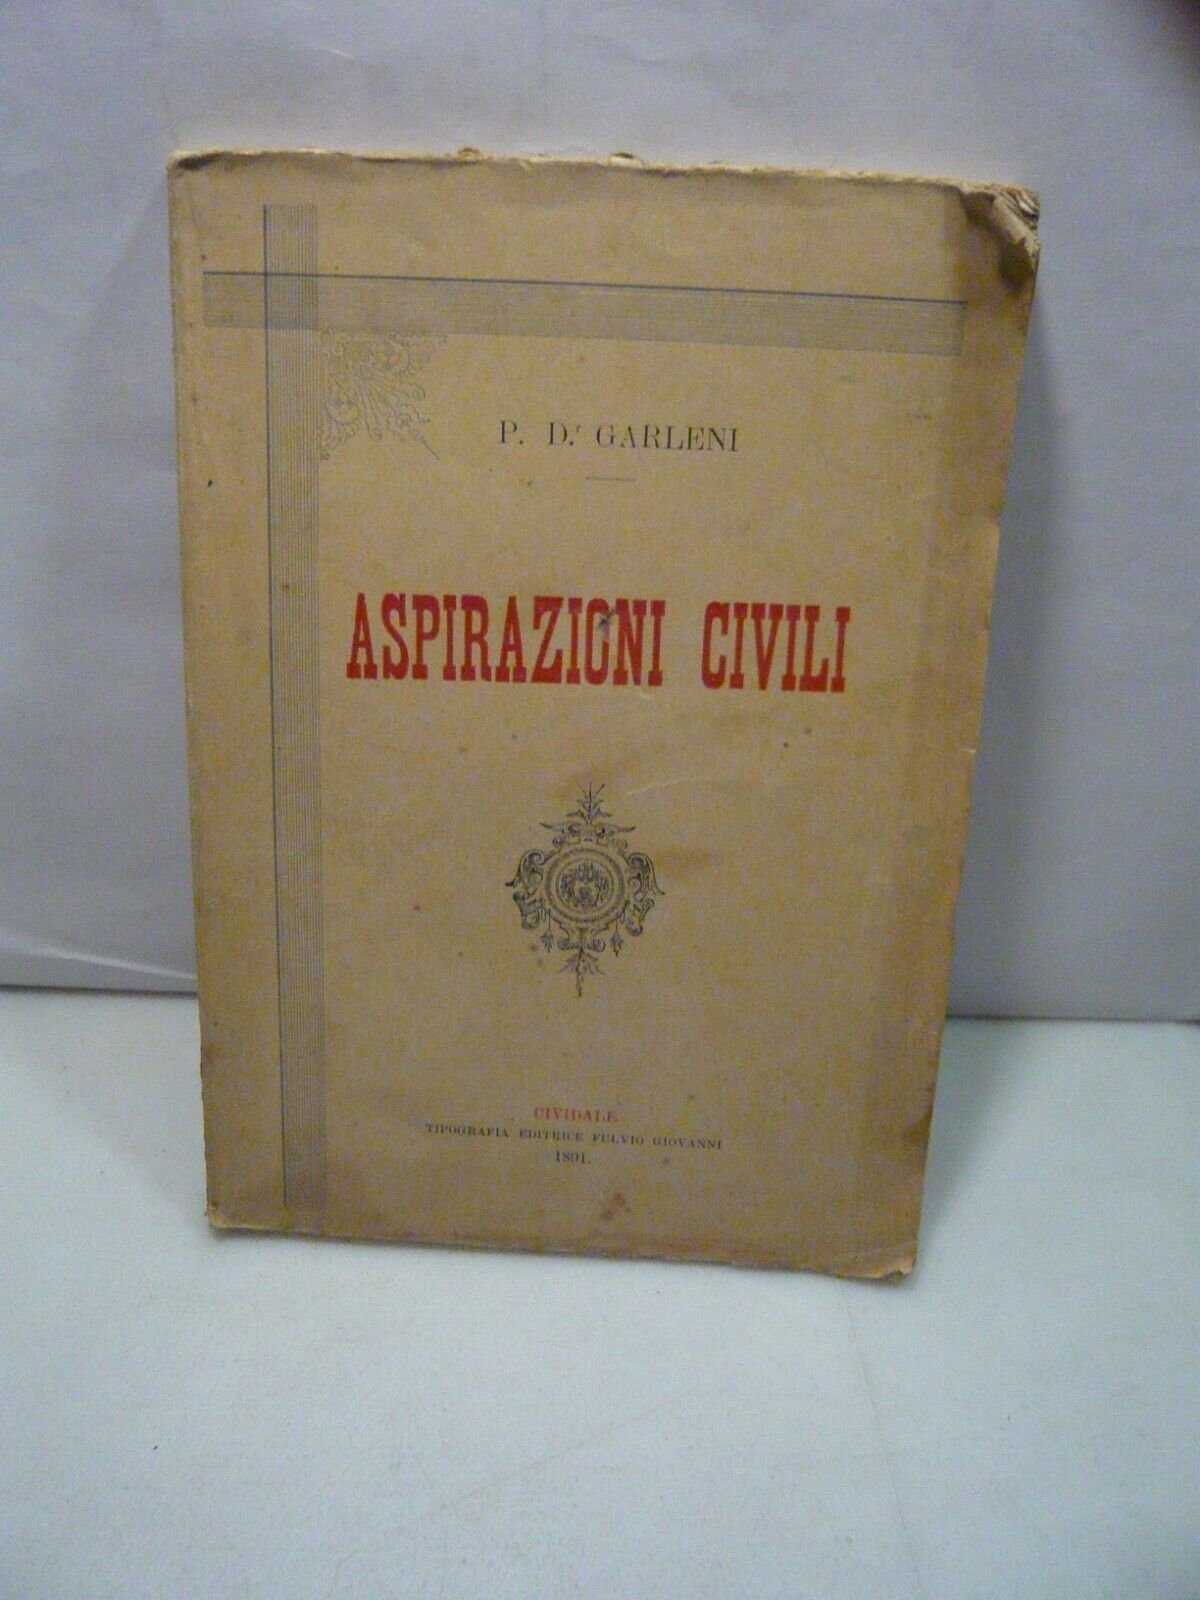 P. D.ʳ GARLENI
ASPIRAZIONI CIVILI
CIVIDALE
TIPOGRAFIA EDITRICE FULVIO GIOVANNI
1891.